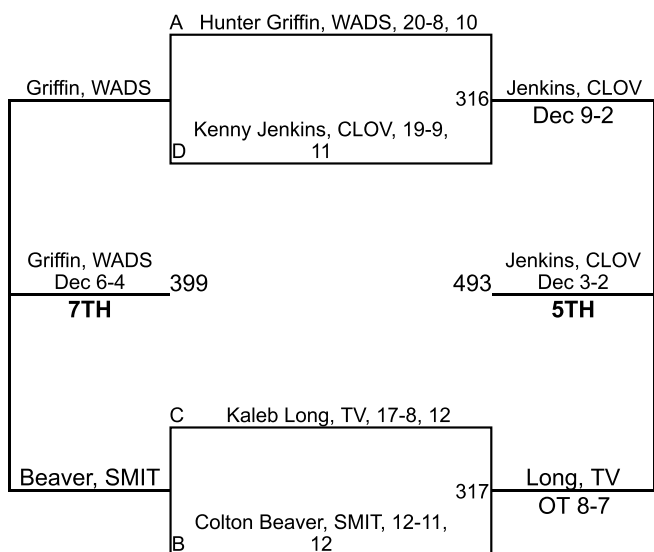 A Hunter Griffin, WADS, 20-8, 10
Griffin, WADS
316
Jenkins, CLOV
Dec 9-2
Kenny Jenkins, CLOV, 19-9,
D 11
Griffin, WADS
Dec 6-4
399
7TH
Jenkins, CLOV
493
Dec 3-2
5TH
C Kaleb Long, TV, 17-8, 12
Beaver, SMIT
317
Long, TV
OT 8-7
Colton Beaver, SMIT, 12-11,
B 12